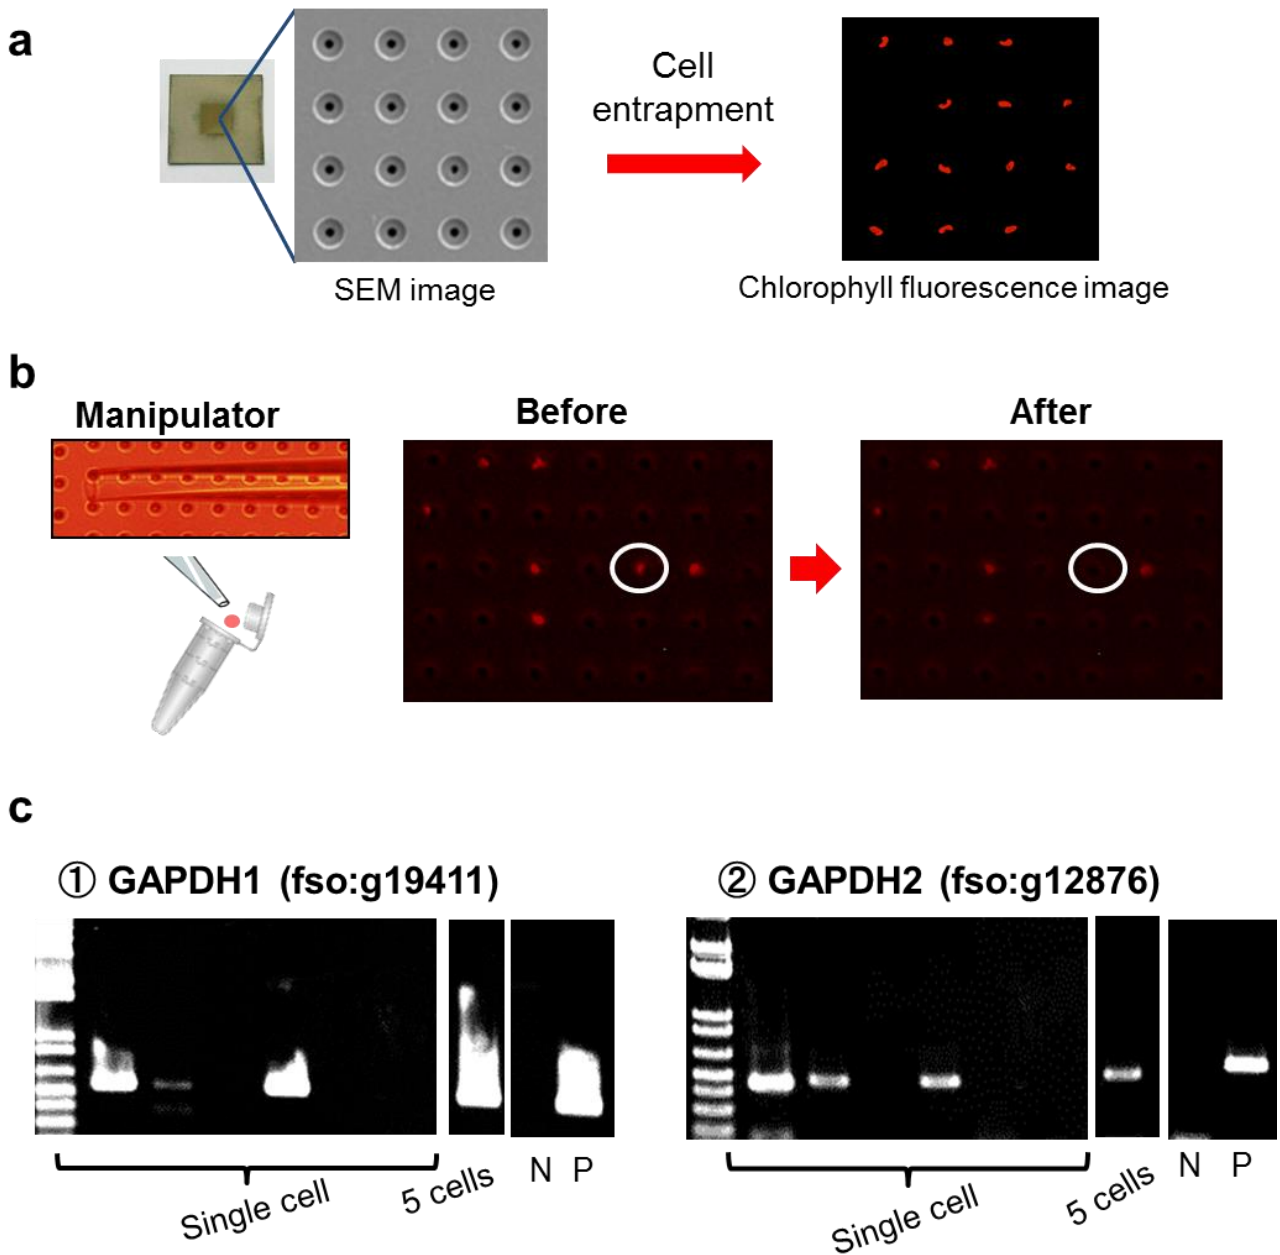 a
Cell
entrapment
SEM image
Chlorophyll fluorescence image
b
Manipulator
Before
After
c
① GAPDH1 (fso:g19411)
② GAPDH2 (fso:g12876)
Single cell
5 cells
N P
Single cell
5 cells
N P